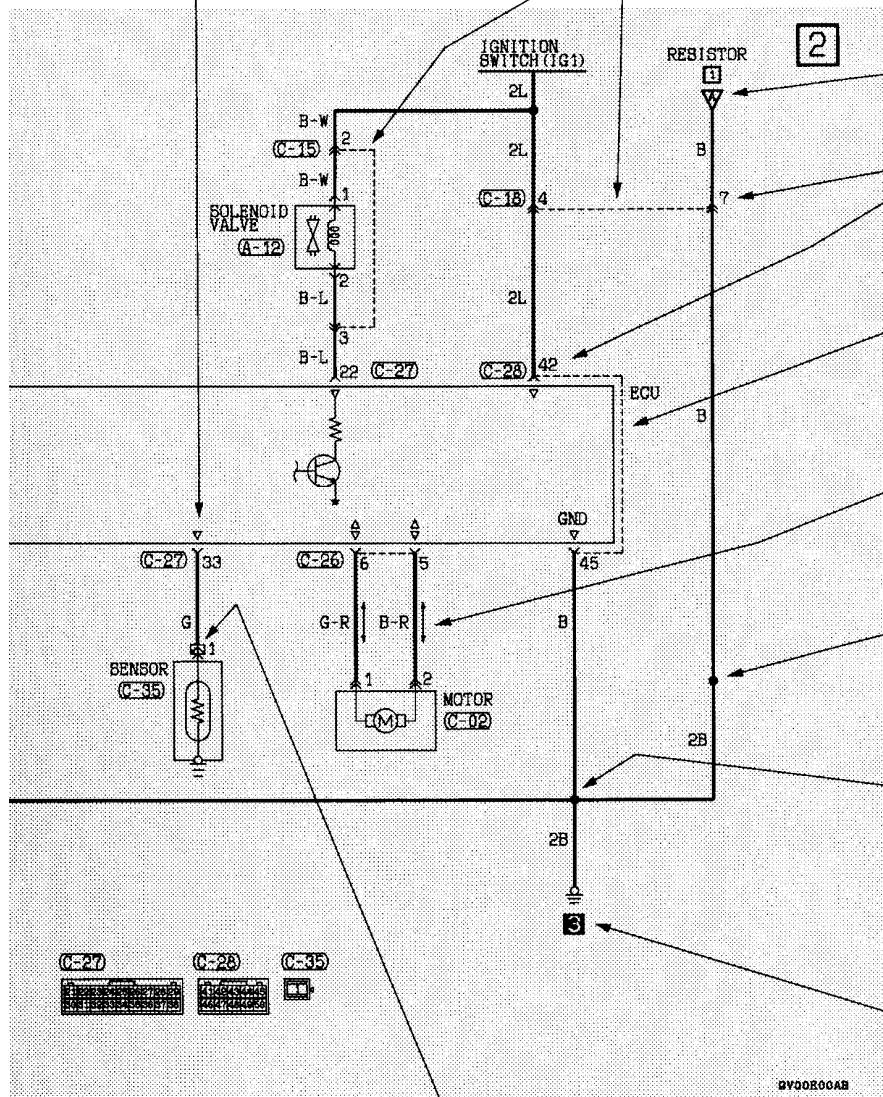 2
IGNITION
SWITCH(IG1)
RESISTOR
1
A
2L
B-W
2
(C-15)
2L
B
B-W
1
(C-18)
4
7
SOLENOID
VALVE
(A-12)
2
B-L
2L
3
B-L
22
(C-27)
(C-28)
42
ECU
B
GND
(C-27)
33
(C-26)
6
5
45
G
G-R
B-R
B
1
SENSOR
(C-35)
1
2
M
MOTOR
(C-02)
2B
2B
3
(C-27)
(C-28)
(C-35)
1